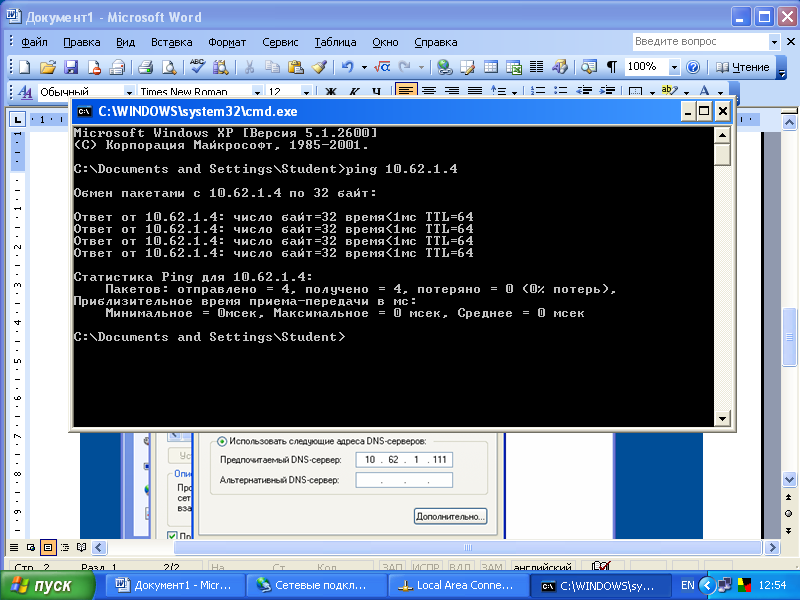 Документ1 - Microsoft Word
Файл Правка Вид Вставка Формат Сервис Таблица Окно Справка Введите вопрос
100% Чтение
Обычный Times New Roman 12 Ж К Ч
C:\WINDOWS\system32\cmd.exe
Microsoft Windows XP [Версия 5.1.2600]
(С) Корпорация Майкрософт, 1985-2001.
C:\Documents and Settings\Student>ping 10.62.1.4
Обмен пакетами с 10.62.1.4 по 32 байт:
Ответ от 10.62.1.4: число байт=32 время<1мс TTL=64
Ответ от 10.62.1.4: число байт=32 время<1мс TTL=64
Ответ от 10.62.1.4: число байт=32 время<1мс TTL=64
Ответ от 10.62.1.4: число байт=32 время<1мс TTL=64
Статистика Ping для 10.62.1.4:
Пакетов: отправлено = 4, получено = 4, потеряно = 0 (0% потерь),
Приблизительное время приема-передачи в мс:
Минимальное = 0мсек, Максимальное = 0 мсек, Среднее = 0 мсек
C:\Documents and Settings\Student>
Использовать следующие адреса DNS-серверов:
Предпочитаемый DNS-сервер: 10 . 62 . 1 . 111
Альтернативный DNS-сервер: . . .
Дополнительно...
Стр. 2 Разд 1 2/2 На Ст Кол ЗАП ИСПР ВДЛ ЗАМ английский
пуск Документ1 - Micr... Сетевые подкл... Local Area Conne... C:\WINDOWS\sy... EN 12:54